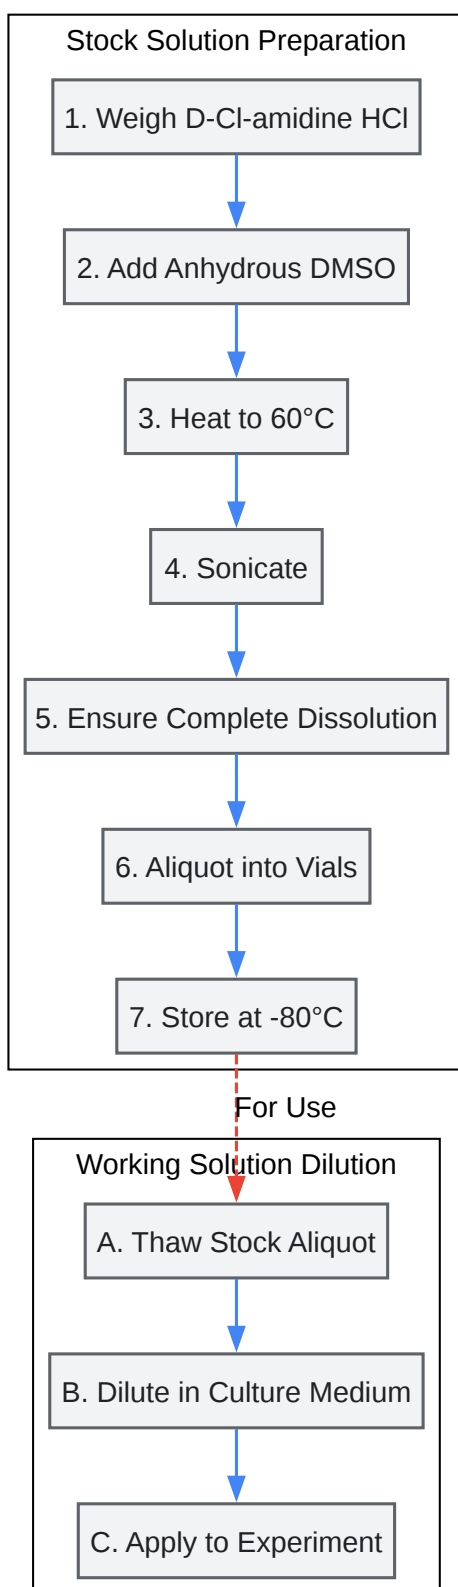 Stock Solution Preparation
1. Weigh D-Cl-amidine HCl
2. Add Anhydrous DMSO
3. Heat to 60°C
4. Sonicate
5. Ensure Complete Dissolution
6. Aliquot into Vials
7. Store at -80°C
For Use
Working Solution Dilution
A. Thaw Stock Aliquot
B. Dilute in Culture Medium
C. Apply to Experiment